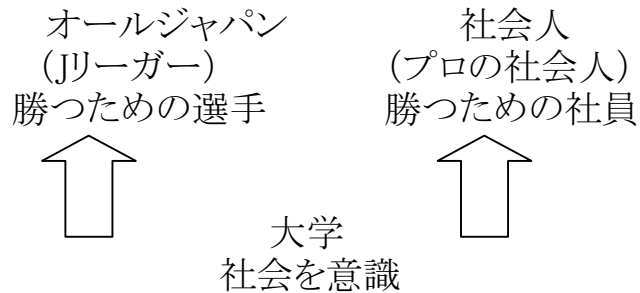 オールジャパン
(Jリーガー)
勝つための選手
社会人
(プロの社会人)
勝つための社員
大学
社会を意識